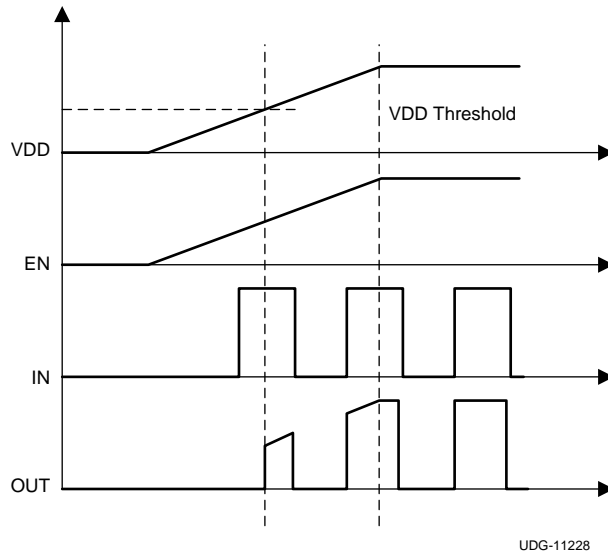 VDD Threshold
VDD
EN
IN
OUT
UDG-11228